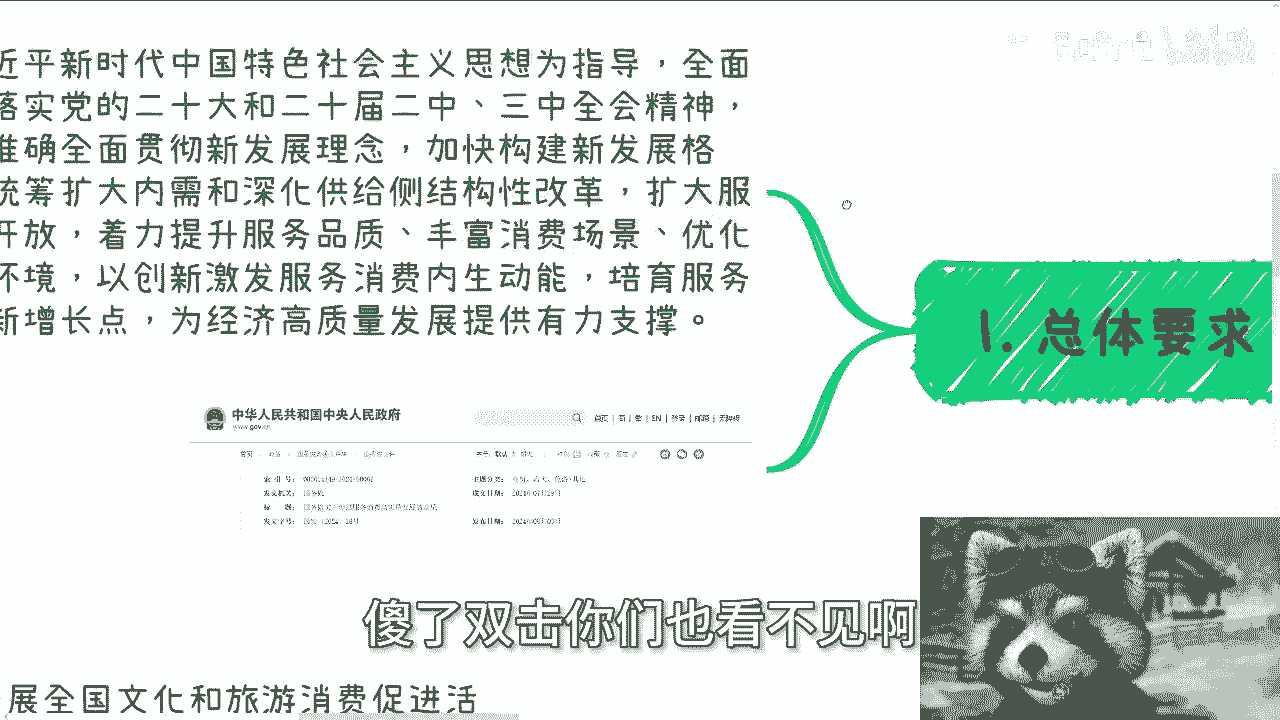 近平新时代中国特色社会主义思想为指导，全面
落实党的二十大和二十届二中、三中全会精神，
准确全面贯彻新发展理念，加快构建新发展格
统筹扩大内需和深化供给侧结构性改革，扩大服
开放，着力提升服务品质、丰富消费场景、优化
环境，以创新激发服务消费内生动能，培育服务
新增长点，为经济高质量发展提供有力支撑。
1. 总体要求
中华人民共和国中央人民政府
www.gov.cn
首页 | 简 | 繁 | EN | 登录 | 邮箱 | 无障碍
发文机关： 国务院
傻了双击你们也看不见啊
展全国文化和旅游消费促进活